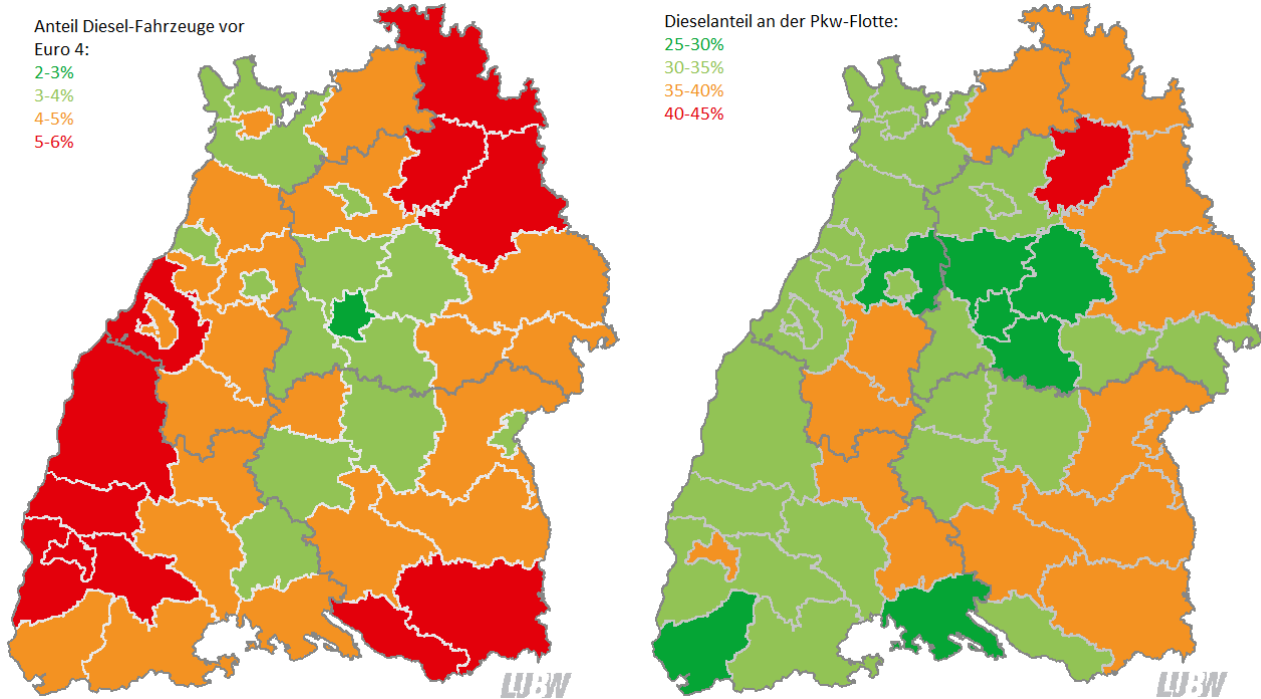 Anteil Diesel-Fahrzeuge vor
Euro 4:
2-3%
3-4%
4-5%
5-6%
LUBW
Dieselanteil an der Pkw-Flotte:
25-30%
30-35%
35-40%
40-45%
LUBW